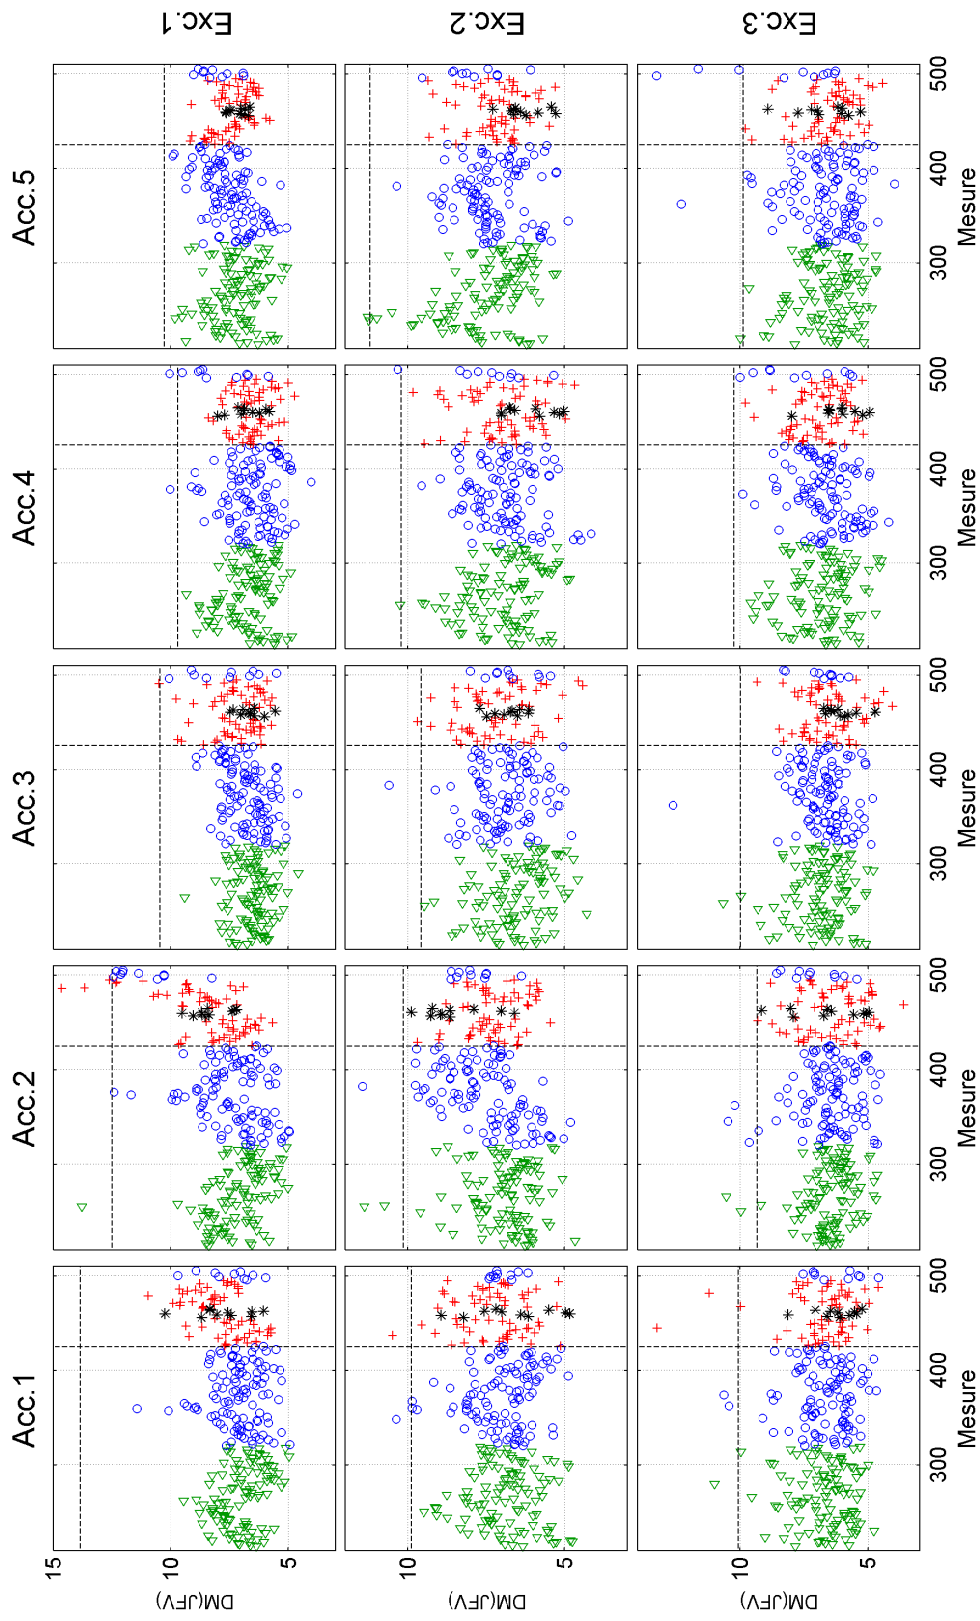 Acc.1 Acc.2 Acc.3 Acc.4 Acc.5
15
10
5
DM(JFV)
Exc.1
10
5
DM(JFV)
Exc.2
10
5
DM(JFV)
Exc.3
300 400 500 300 400 500 300 400 500 300 400 500 300 400 500
Mesure Mesure Mesure Mesure Mesure